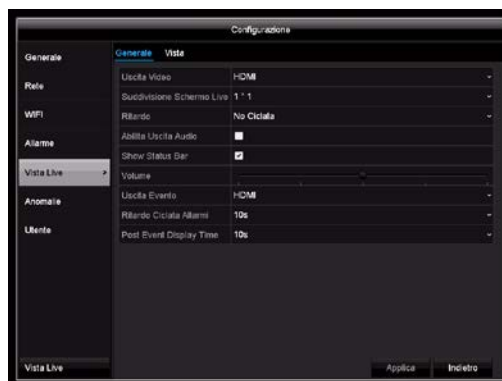 Configurazione
Generale
Rete
WIFI
Allarme
Vista Live
Anomalie
Utente
Generale Vista
Uscita Video HDMI
Suddivisione Schermo Live 1 * 1
Ritardo No Ciclata
Abilita Uscita Audio
Show Status Bar
Volume
Uscita Evento HDMI
Ritardo Ciclata Allarmi 10s
Post Event Display Time 10s
Vista Live
Applica Indietro